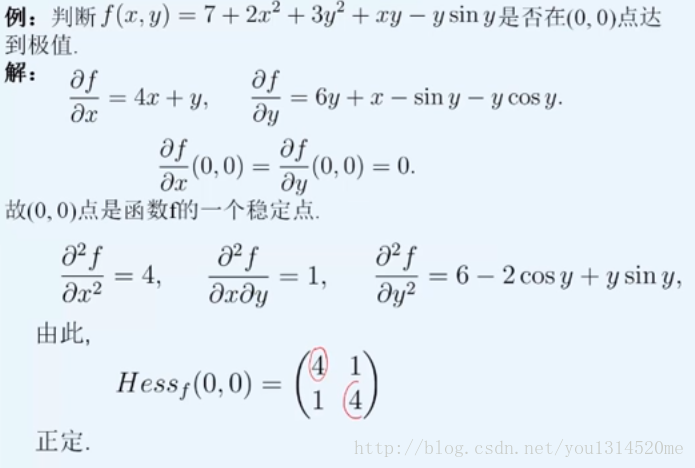 例：判断 f(x, y) = 7 + 2x² + 3y² + xy − y sin y 是否在(0, 0)点达
到极值.
解：
∂f/∂x = 4x + y, ∂f/∂y = 6y + x − sin y − y cos y.
∂f/∂x (0, 0) = ∂f/∂y (0, 0) = 0.
故(0, 0)点是函数f的一个稳定点.
∂²f/∂x² = 4, ∂²f/∂x∂y = 1, ∂²f/∂y² = 6 − 2 cos y + y sin y,
由此,
Hess_f(0, 0) = (4 1
1 4)
正定.
http://blog.csdn.net/you1314520me